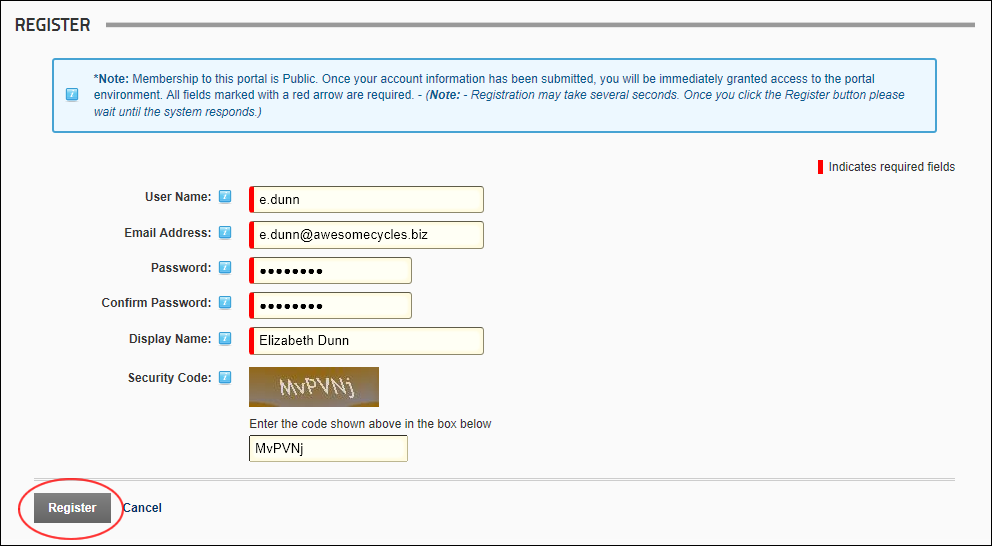 REGISTER
*Note: Membership to this portal is Public. Once your account information has been submitted, you will be immediately granted access to the portal
environment. All fields marked with a red arrow are required. - (Note: - Registration may take several seconds. Once you click the Register button please
wait until the system responds.)
Indicates required fields
User Name: e.dunn
Email Address: e.dunn@awesomecycles.biz
Password: ●●●●●●●●
Confirm Password: ●●●●●●●●
Display Name: Elizabeth Dunn
Security Code: MvPVNj
Enter the code shown above in the box below
MvPVNj
Register Cancel